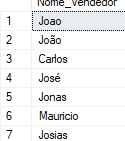 Nome_Vendedor
1 Joao
2 João
3 Carlos
4 José
5 Jonas
6 Mauricio
7 Josias